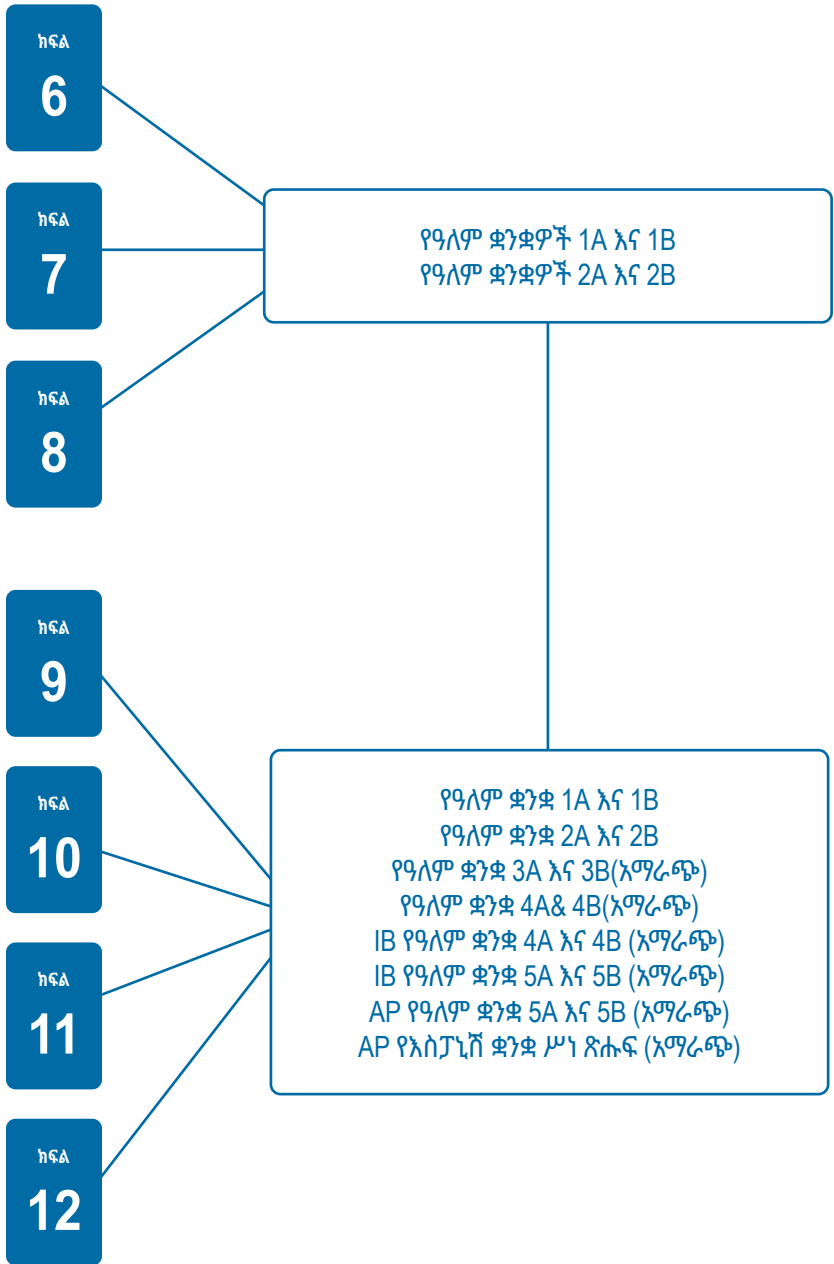 ክፍል
6
ክፍል
7
ክፍል
8
የዓለም ቋንቋዎች 1A እና 1B
የዓለም ቋንቋዎች 2A እና 2B
ክፍል
9
ክፍል
10
ክፍል
11
ክፍል
12
የዓለም ቋንቋ 1A እና 1B
የዓለም ቋንቋ 2A እና 2B
የዓለም ቋንቋ 3A እና 3B(አማራጭ)
የዓለም ቋንቋ 4A& 4B(አማራጭ)
IB የዓለም ቋንቋ 4A እና 4B (አማራጭ)
IB የዓለም ቋንቋ 5A እና 5B (አማራጭ)
AP የዓለም ቋንቋ 5A እና 5B (አማራጭ)
AP የእስፓኒሽ ቋንቋ ሥነ ጽሑፍ (አማራጭ)